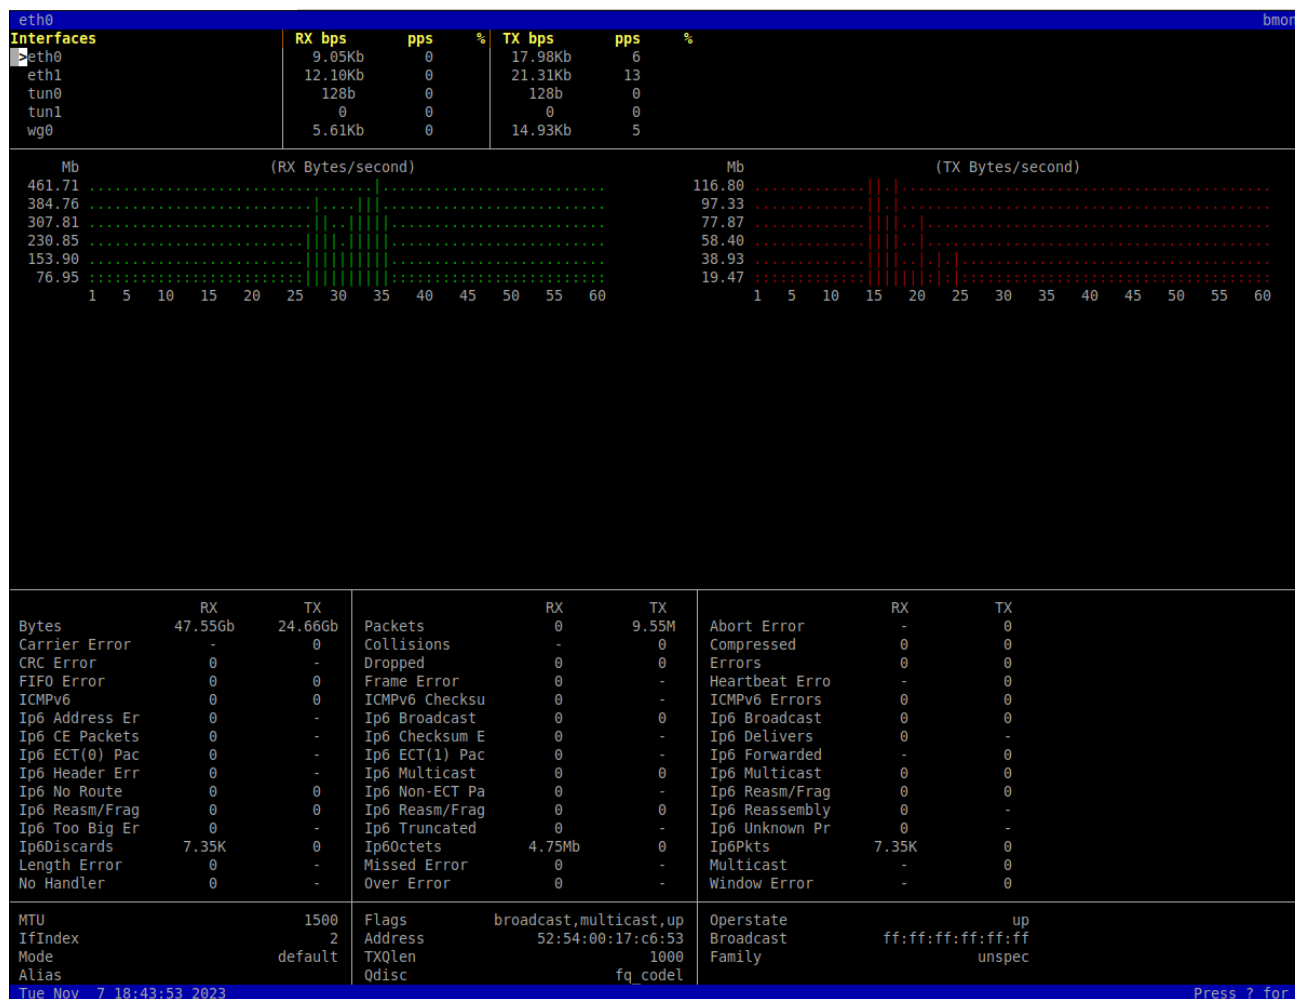 eth0 bmon
Interfaces RX bps pps % TX bps pps %
>eth0 9.05Kb 0 17.98Kb 6
eth1 12.10Kb 0 21.31Kb 13
tun0 128b 0 128b 0
tun1 0 0 0 0
wg0 5.61Kb 0 14.93Kb 5
Mb (RX Bytes/second) Mb (TX Bytes/second)
461.71 116.80
384.76 97.33
307.81 77.87
230.85 58.40
153.90 38.93
76.95 19.47
1 5 10 15 20 25 30 35 40 45 50 55 60 1 5 10 15 20 25 30 35 40 45 50 55 60
RX TX RX TX RX TX
Bytes 47.55Gb 24.66Gb Packets 0 9.55M Abort Error - 0
Carrier Error - 0 Collisions - 0 Compressed 0 0
CRC Error 0 - Dropped 0 0 Errors 0 0
FIFO Error 0 0 Frame Error 0 - Heartbeat Erro - 0
ICMPv6 0 0 ICMPv6 Checksu 0 - ICMPv6 Errors 0 0
Ip6 Address Er 0 - Ip6 Broadcast 0 0 Ip6 Broadcast 0 0
Ip6 CE Packets 0 - Ip6 Checksum E 0 - Ip6 Delivers 0 -
Ip6 ECT(0) Pac 0 - Ip6 ECT(1) Pac 0 - Ip6 Forwarded - 0
Ip6 Header Err 0 - Ip6 Multicast 0 0 Ip6 Multicast 0 0
Ip6 No Route 0 0 Ip6 Non-ECT Pa 0 - Ip6 Reasm/Frag 0 0
Ip6 Reasm/Frag 0 0 Ip6 Reasm/Frag 0 0 Ip6 Reassembly 0 -
Ip6 Too Big Er 0 - Ip6 Truncated 0 - Ip6 Unknown Pr 0 -
Ip6Discards 7.35K 0 Ip6Octets 4.75Mb 0 Ip6Pkts 7.35K 0
Length Error 0 - Missed Error 0 - Multicast - 0
No Handler 0 - Over Error 0 - Window Error - 0
MTU 1500 Flags broadcast,multicast,up Operstate up
IfIndex 2 Address 52:54:00:17:c6:53 Broadcast ff:ff:ff:ff:ff:ff
Mode default TXQlen 1000 Family unspec
Alias Qdisc fq_codel
Tue Nov 7 18:43:53 2023 Press ? for